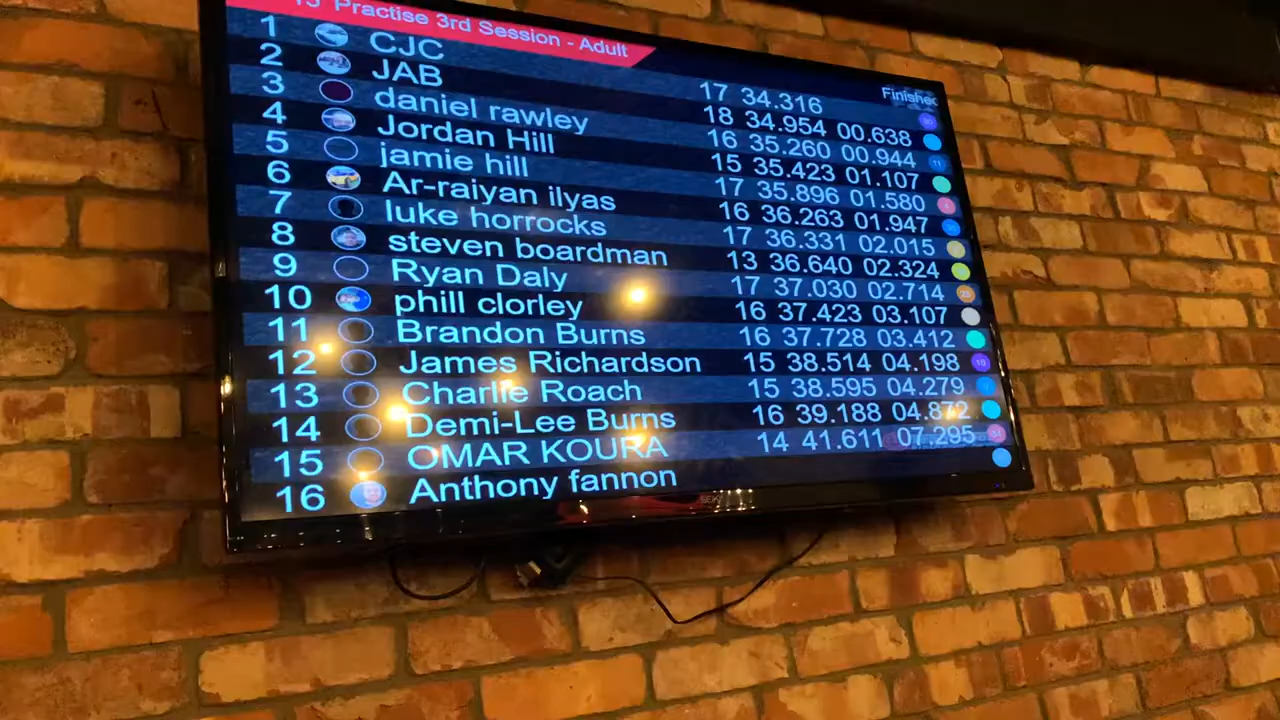 Practise 3rd Session - Adult
Finished
1 CJC 17 34.316
2 JAB 18 34.954 00.638
3 daniel rawley 16 35.260 00.944 11
4 Jordan Hill 15 35.423 01.107
5 jamie hill 17 35.896 01.580
6 Ar-raiyan ilyas 16 36.263 01.947
7 luke horrocks 17 36.331 02.015
8 steven boardman 13 36.640 02.324
9 Ryan Daly 17 37.030 02.714
10 phill clorley 16 37.423 03.107
11 Brandon Burns 16 37.728 03.412
12 James Richardson 15 38.514 04.198 10
13 Charlie Roach 15 38.595 04.279
14 Demi-Lee Burns 16 39.188 04.872
15 OMAR KOURA 14 41.611 07.295
16 Anthony fannon